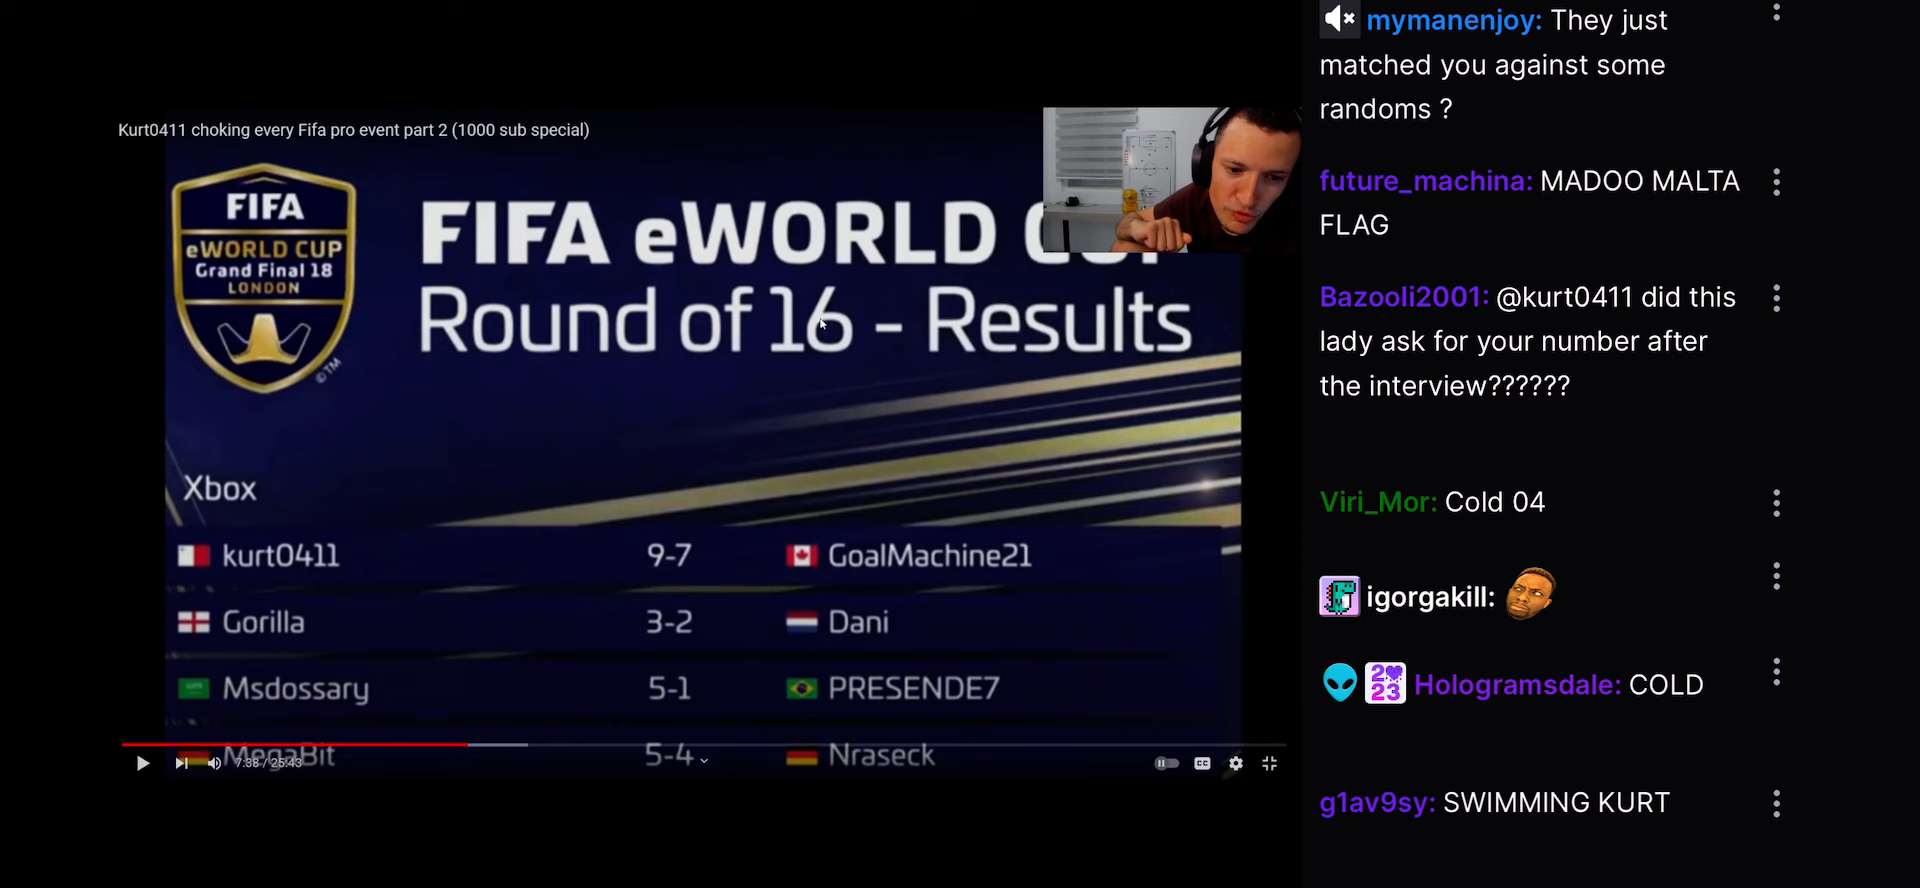 Kurt0411 choking every Fifa pro event part 2 (1000 sub special)
FIFA
eWORLD CUP
Grand Final 18
LONDON
©™
FIFA eWORLD
Round of 16 - Results
Xbox
kurt0411 9-7 GoalMachine21
Gorilla 3-2 Dani
Msdossary 5-1 PRESENDE7
MegaBit 5-4 Nraseck
7:38 / 25:43
CC
mymanenjoy: They just
matched you against some
randoms ?
future_machina: MADOO MALTA
FLAG
Bazooli2001: @kurt0411 did this
lady ask for your number after
the interview??????
Viri_Mor: Cold 04
igorgakill:
2023 Hologramsdale: COLD
g1av9sy: SWIMMING KURT